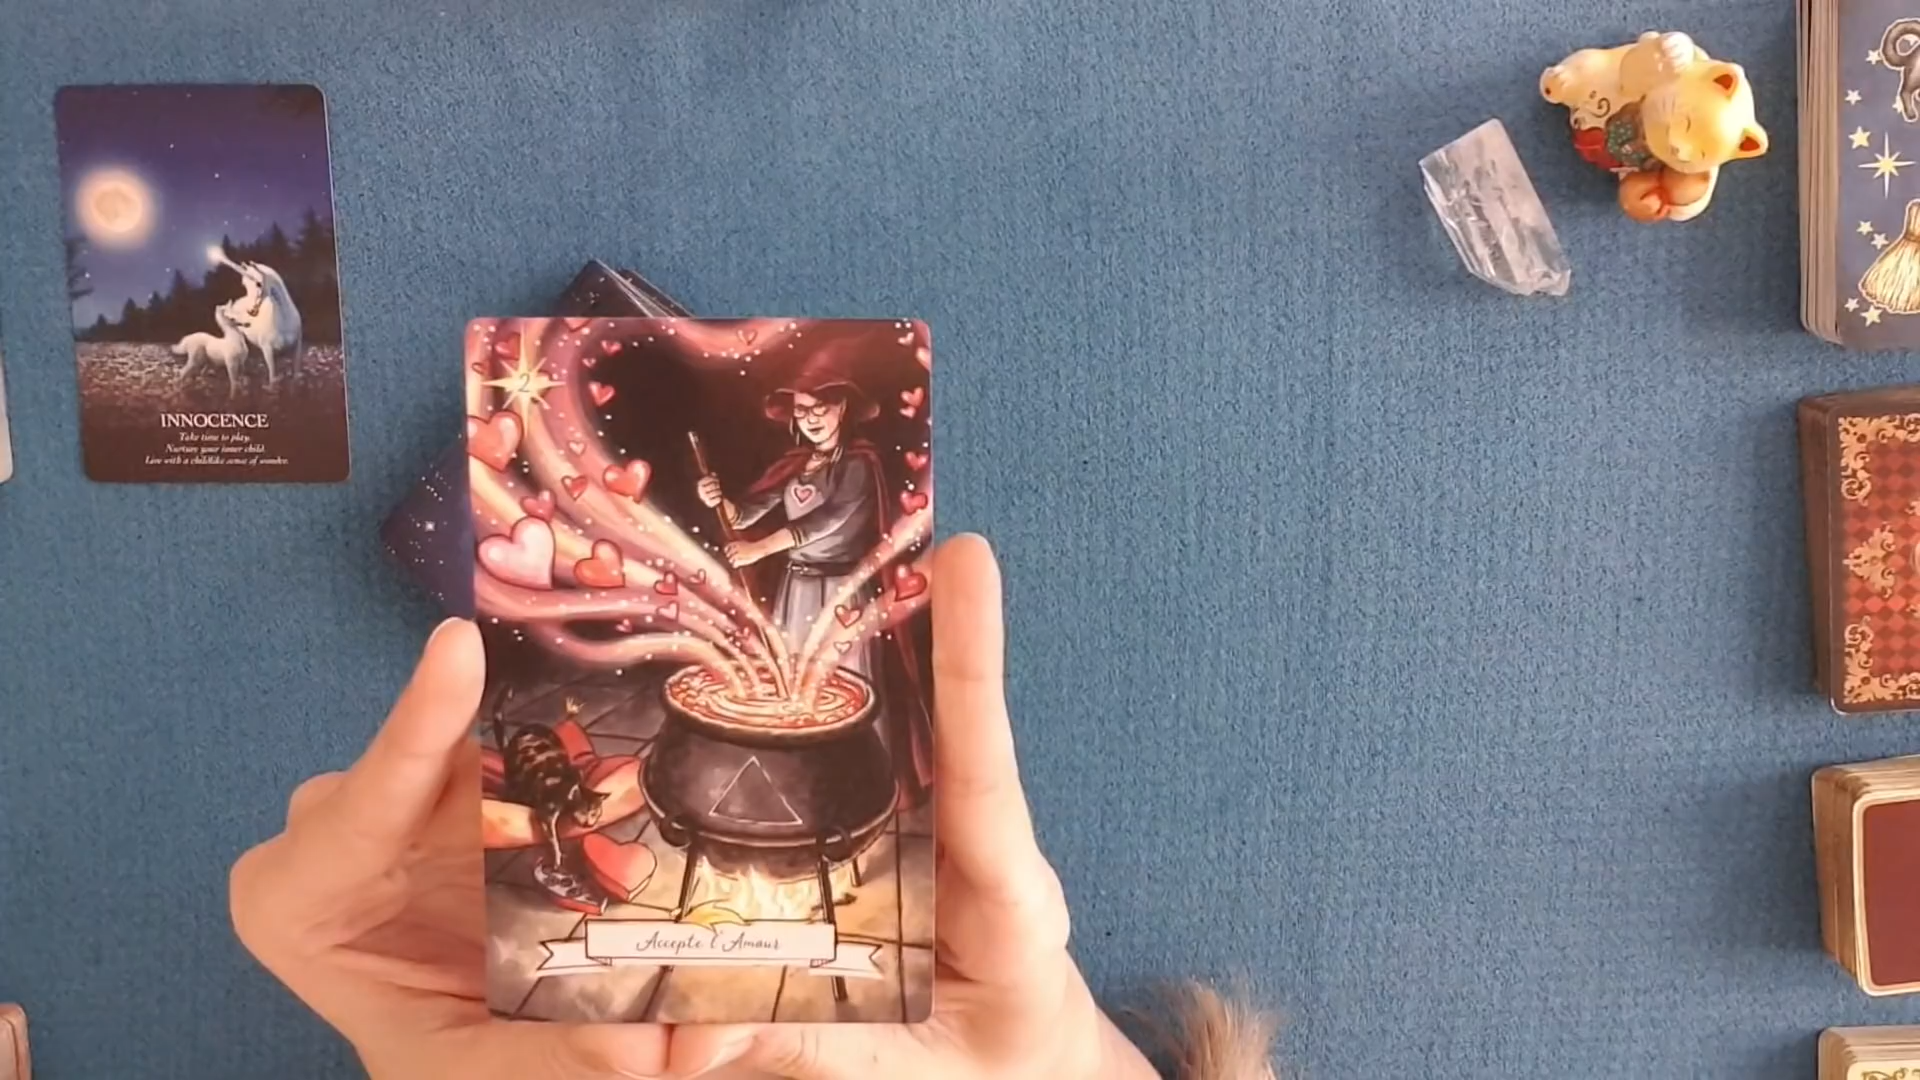 INNOCENCE
Take time to play.
Nurture your inner child.
Live with a childlike sense of wonder.
2
Accepte l'Amour